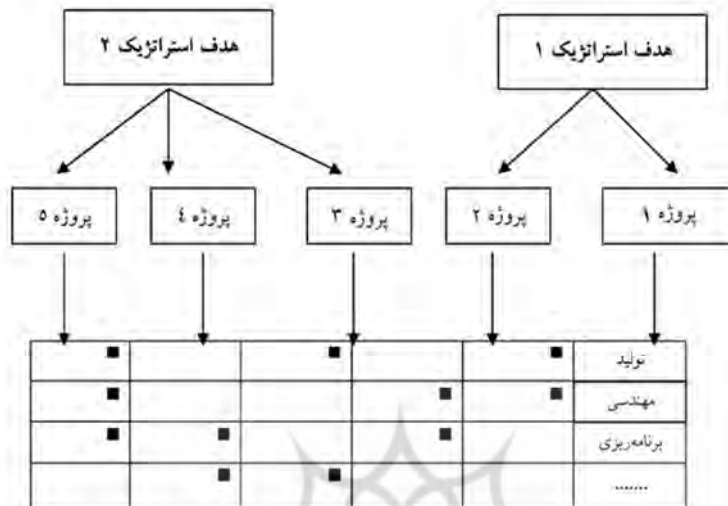 هدف استراتژیک ۱
هدف استراتژیک ۲
پروژه ۱
پروژه ۲
پروژه ۳
پروژه ٤
پروژه ٥
تولید
مهندسی
برنامه‌ریزی
.......